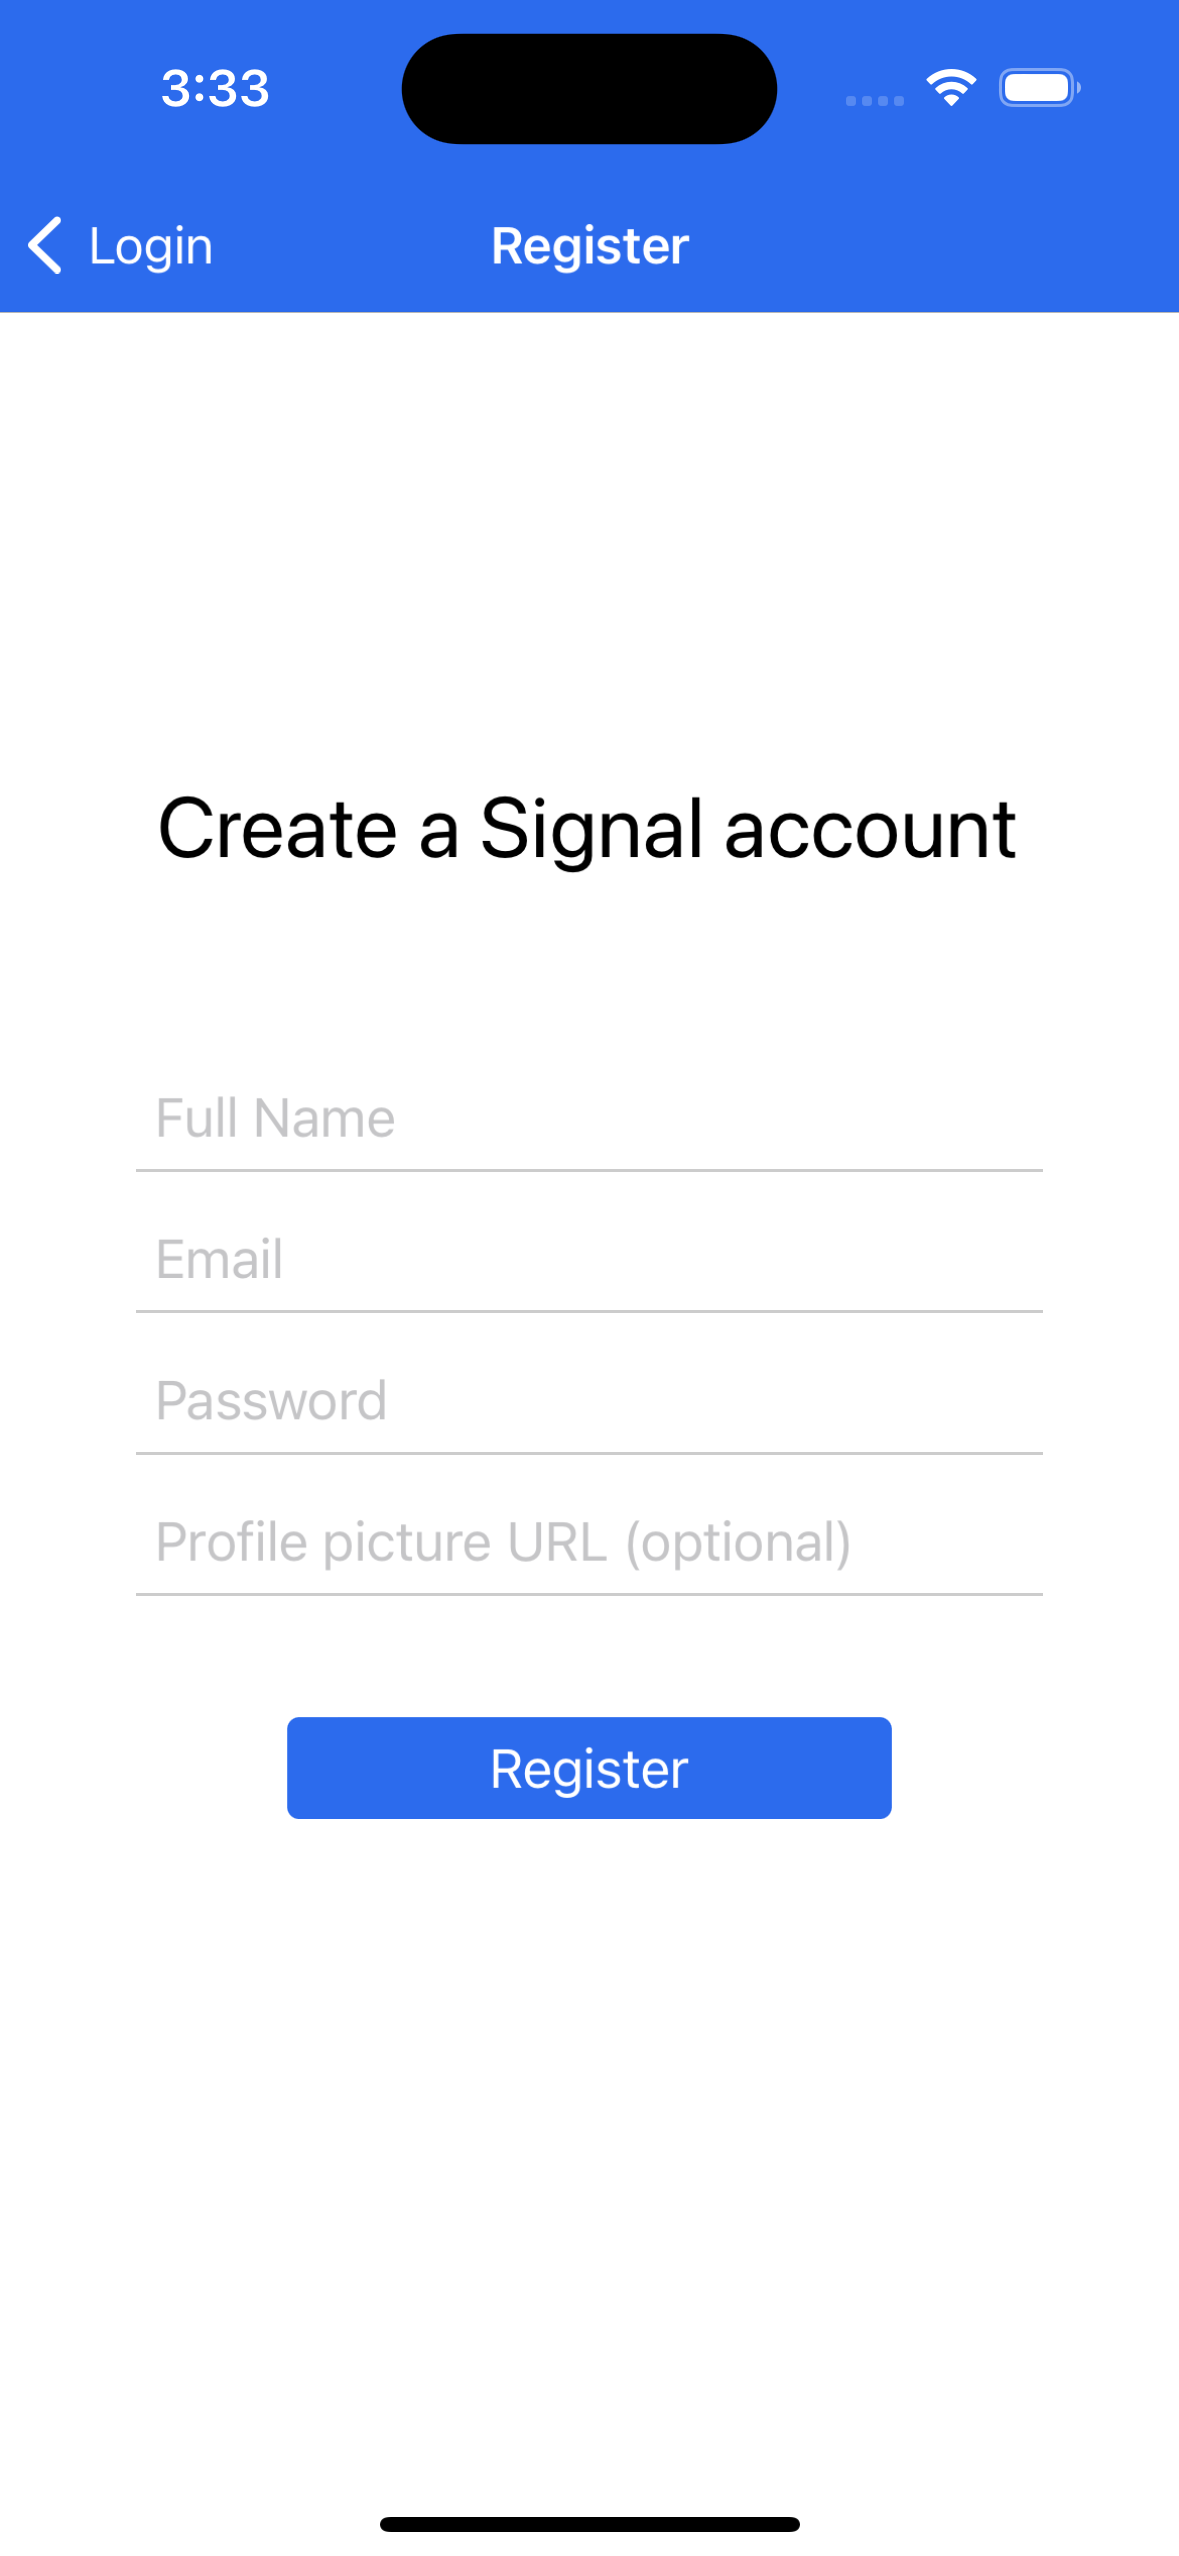 3:33
Login
Register
Create a Signal account
Full Name
Email
Password
Profile picture URL (optional)
Register